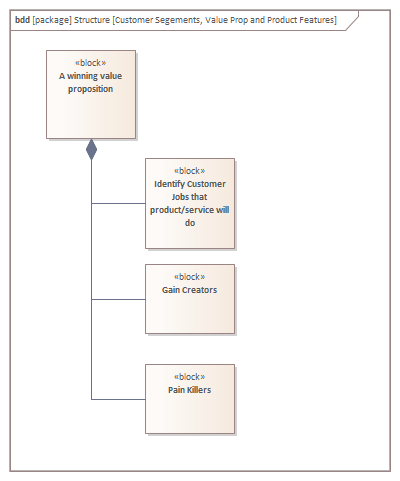 bdd [package] Structure [Customer Segements, Value Prop and Product Features]
«block»
A winning value
proposition
«block»
Identify Customer
Jobs that
product/service will
do
«block»
Gain Creators
«block»
Pain Killers